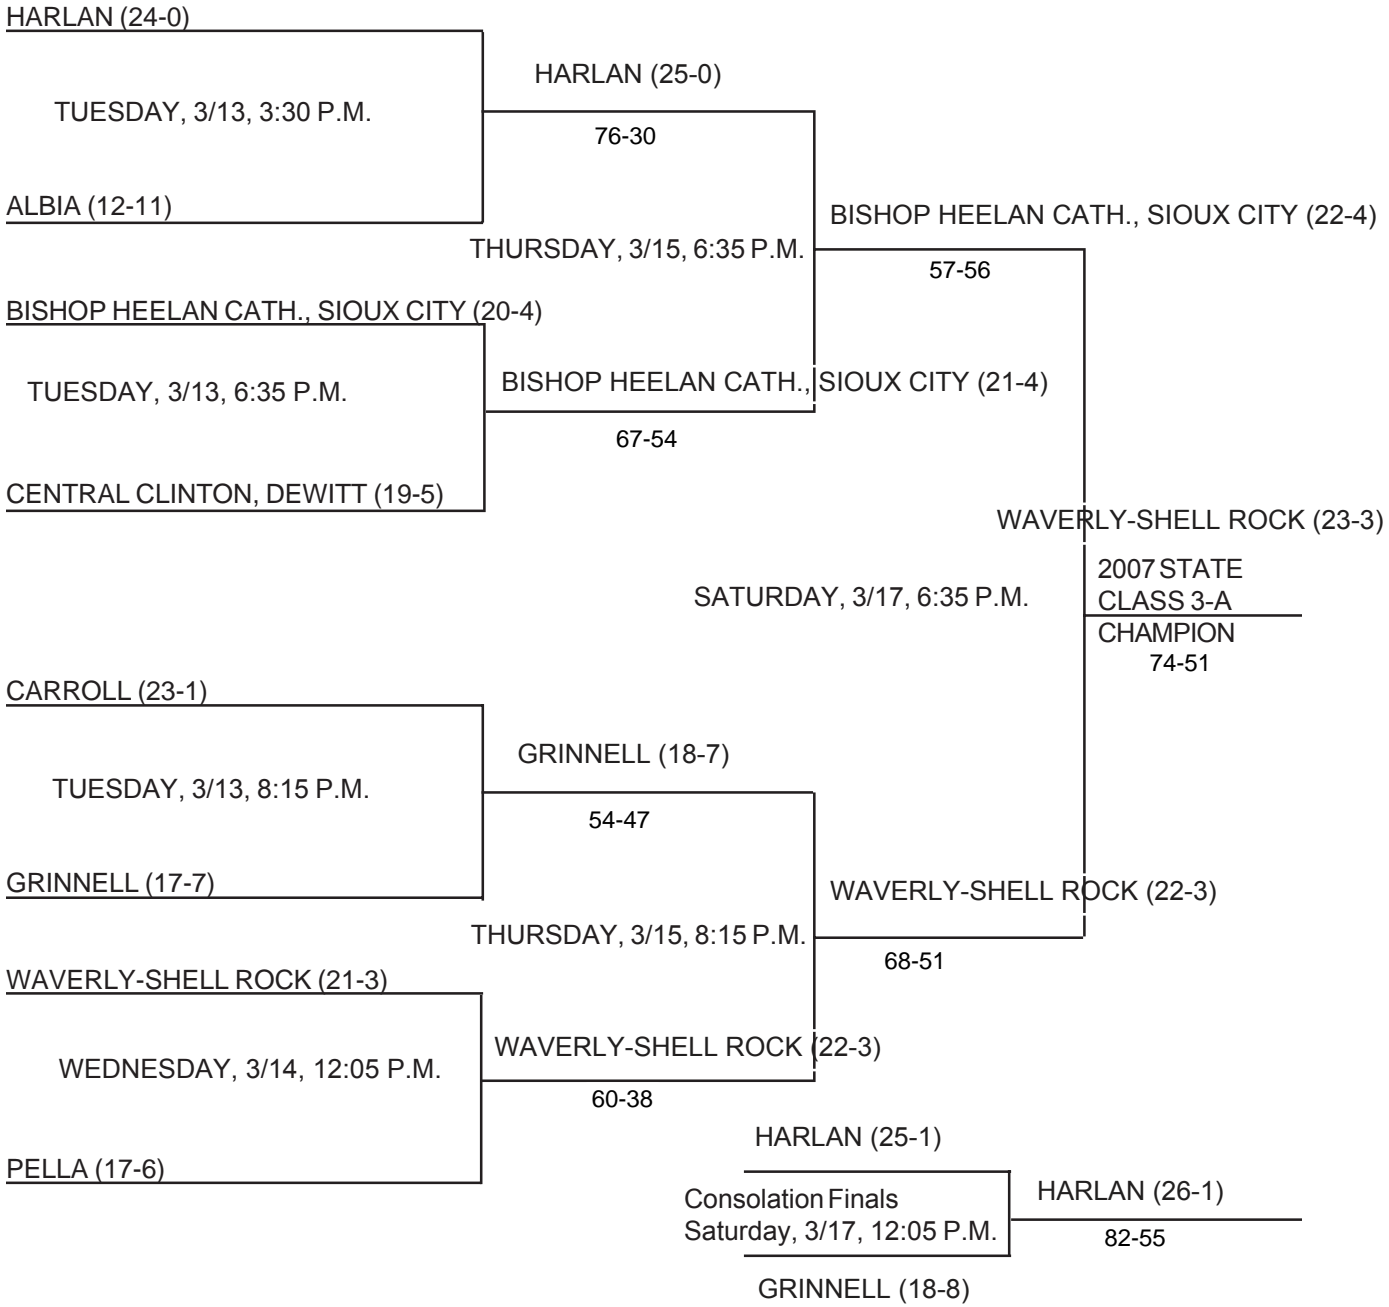 HARLAN (24-0)
HARLAN (25-0)
TUESDAY, 3/13, 3:30 P.M.
76-30
ALBIA (12-11)
BISHOP HEELAN CATH., SIOUX CITY (22-4)
THURSDAY, 3/15, 6:35 P.M.
57-56
BISHOP HEELAN CATH., SIOUX CITY (20-4)
BISHOP HEELAN CATH., SIOUX CITY (21-4)
TUESDAY, 3/13, 6:35 P.M.
67-54
CENTRAL CLINTON, DEWITT (19-5)
WAVERLY-SHELL ROCK (23-3)
2007 STATE
CLASS 3-A
CHAMPION
SATURDAY, 3/17, 6:35 P.M.
74-51
CARROLL (23-1)
GRINNELL (18-7)
TUESDAY, 3/13, 8:15 P.M.
54-47
GRINNELL (17-7)
WAVERLY-SHELL ROCK (22-3)
THURSDAY, 3/15, 8:15 P.M.
68-51
WAVERLY-SHELL ROCK (21-3)
WAVERLY-SHELL ROCK (22-3)
WEDNESDAY, 3/14, 12:05 P.M.
60-38
PELLA (17-6)
HARLAN (25-1)
Consolation Finals
Saturday, 3/17, 12:05 P.M.
HARLAN (26-1)
82-55
GRINNELL (18-8)